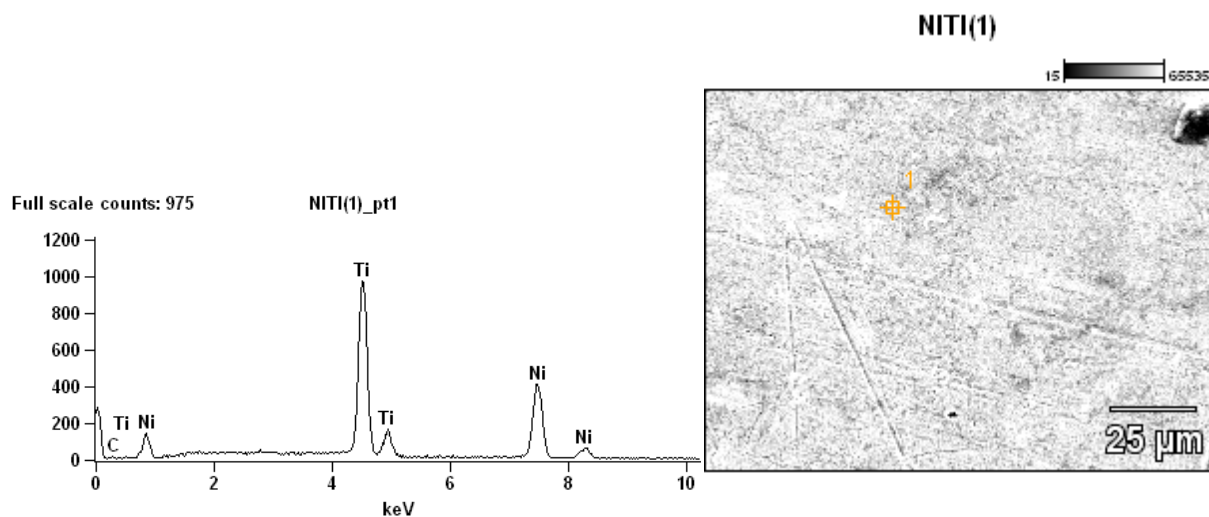 NITI(1)
15 65535
Full scale counts: 975
NITI(1)_pt1
1200
1000
800
600
400
200
0
Ti
Ti
Ni
Ni
Ti Ni
C
0 2 4 6 8 10
keV
1
25 µm